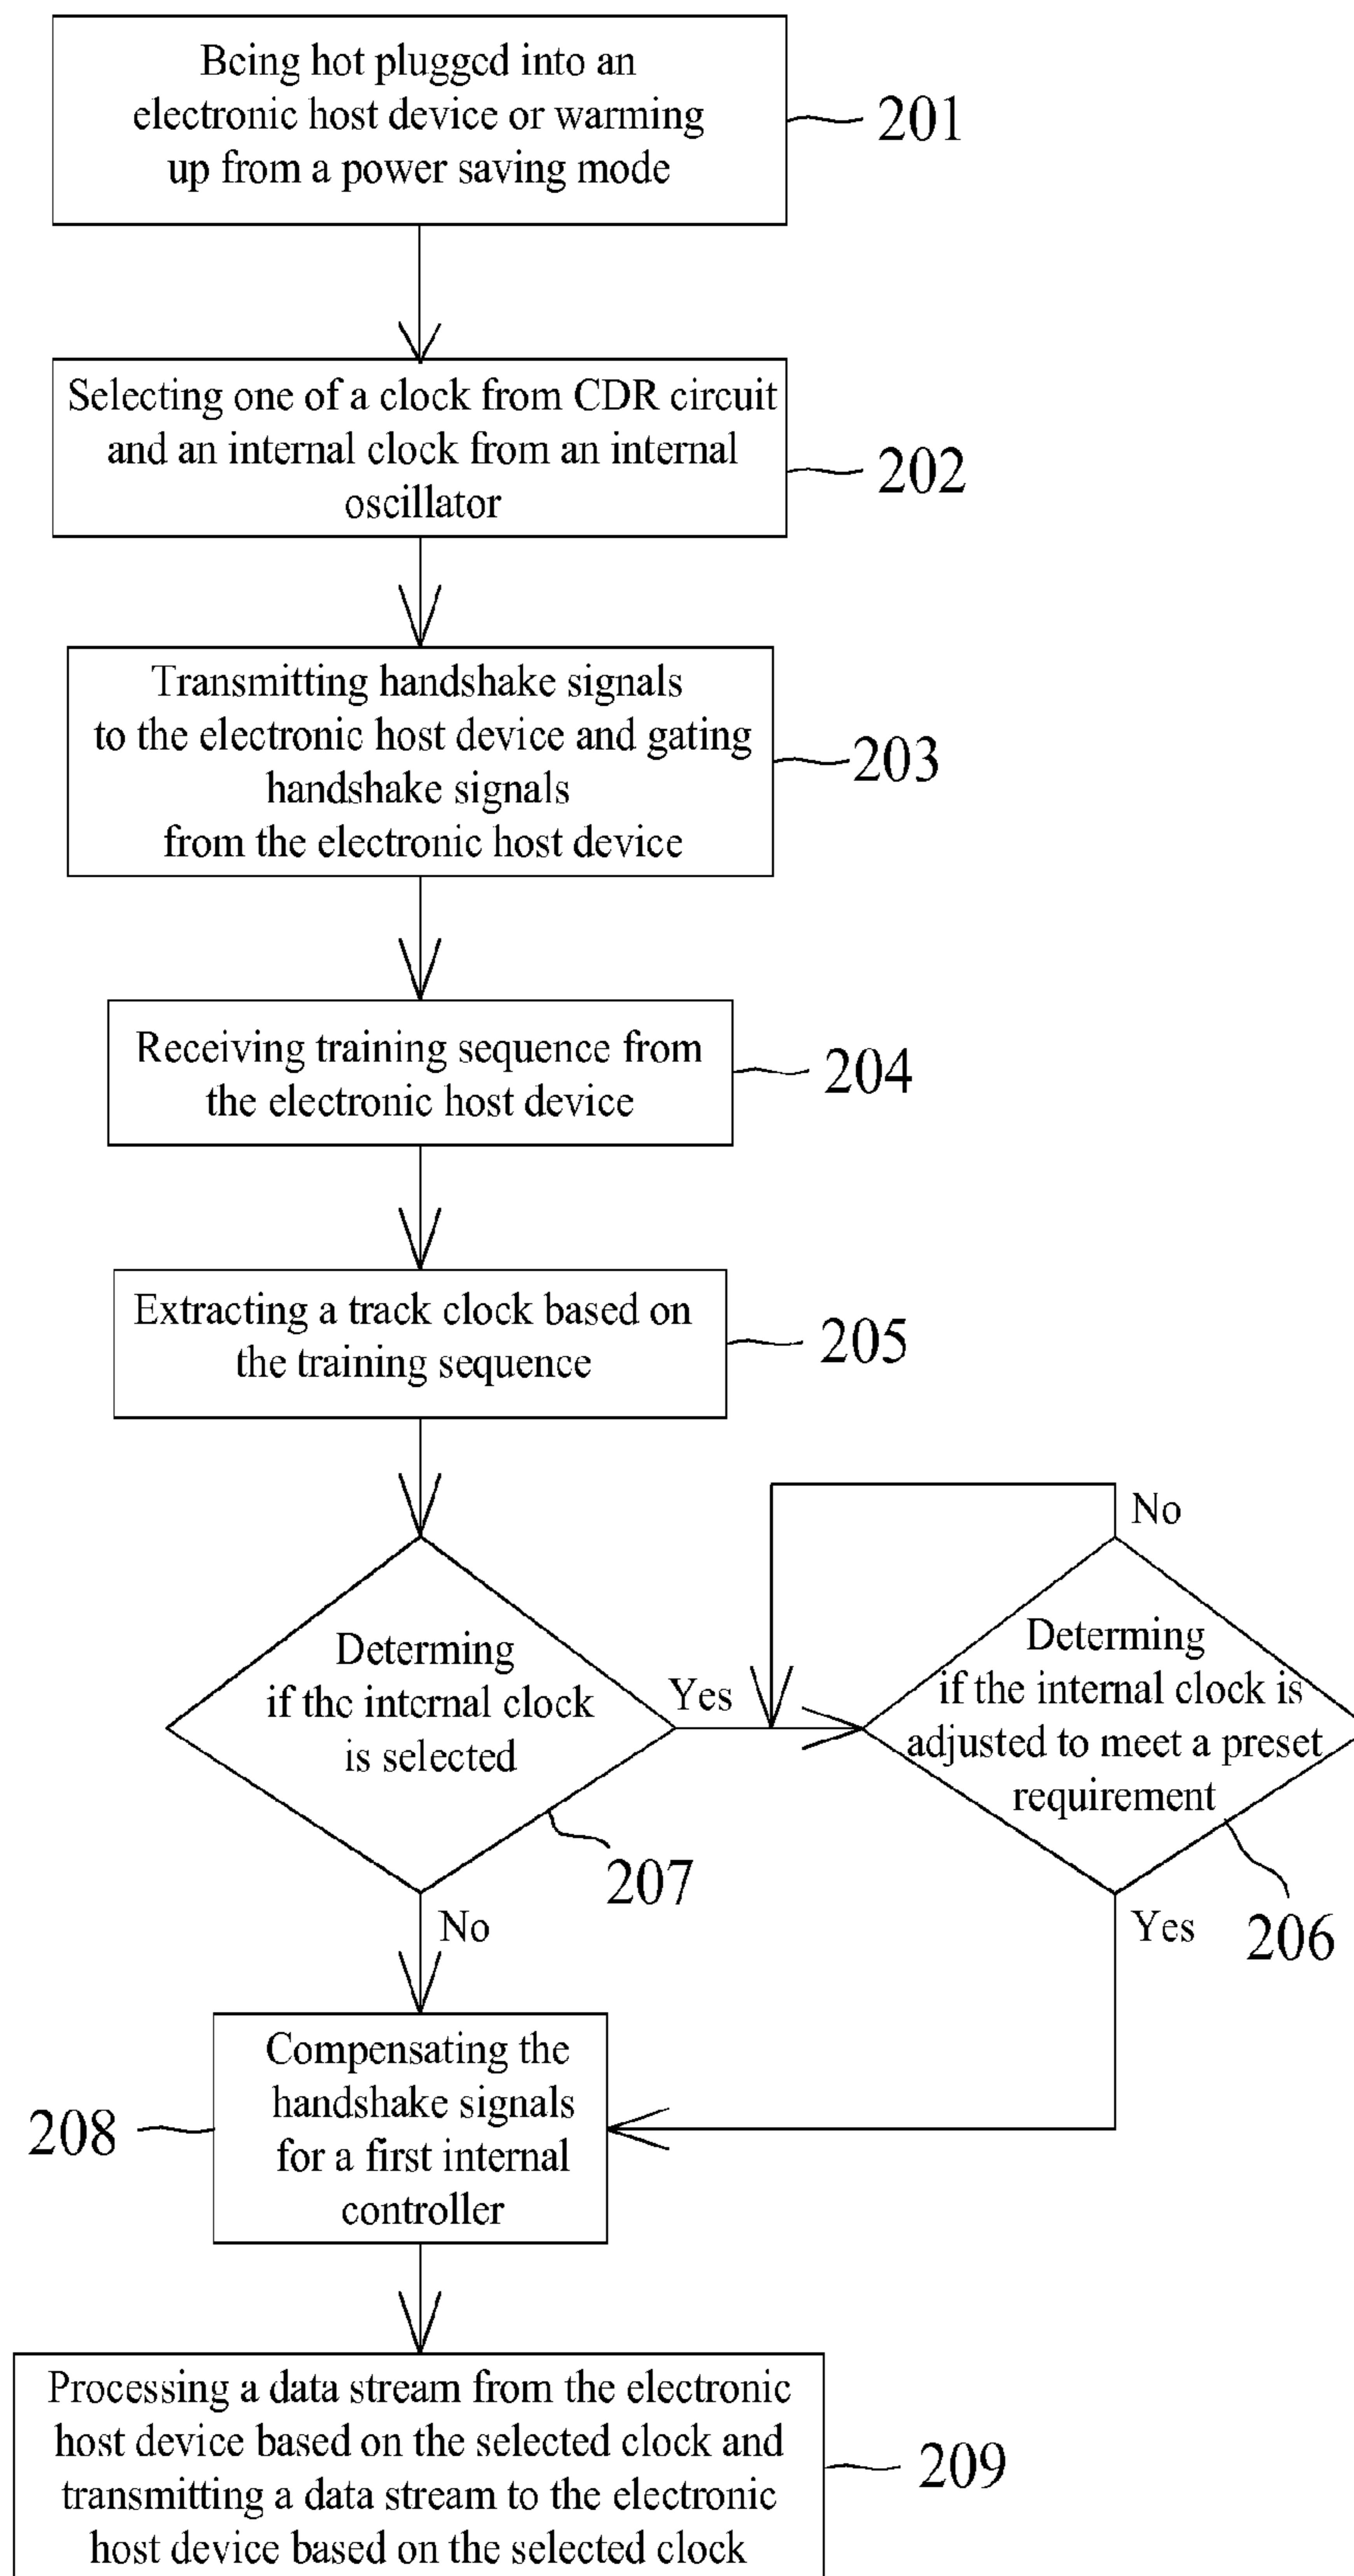 Being hot plugged into an
electronic host device or warming
up from a power saving mode
201
Selecting one of a clock from CDR circuit
and an internal clock from an internal
oscillator
202
Transmitting handshake signals
to the electronic host device and gating
handshake signals
from the electronic host device
203
Receiving training sequence from
the electronic host device
204
Extracting a track clock based on
the training sequence
205
Determing
if the internal clock
is selected
207
Yes
No
Determing
if the internal clock is
adjusted to meet a preset
requirement
206
No
Yes
Compensating the
handshake signals
for a first internal
controller
208
Processing a data stream from the electronic
host device based on the selected clock and
transmitting a data stream to the electronic
host device based on the selected clock
209